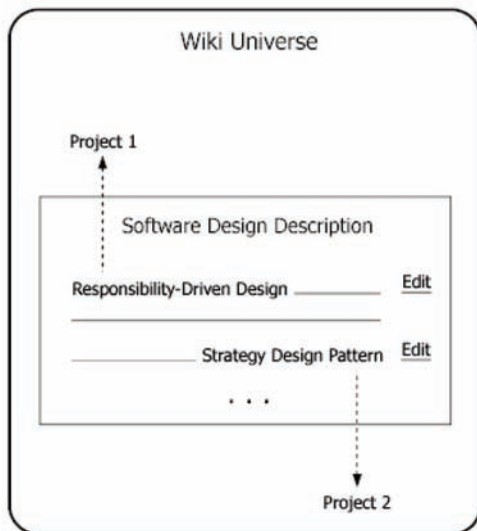 Wiki Universe
Project 1
Software Design Description
Responsibility-Driven Design Edit
Strategy Design Pattern Edit
. . .
Project 2